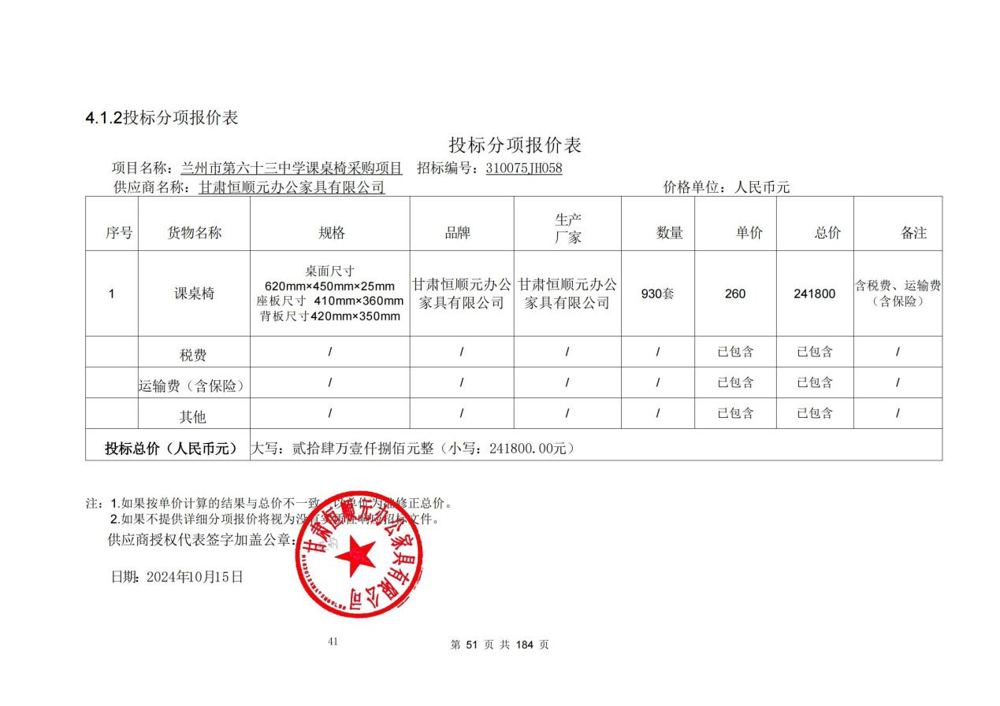 4.1.2投标分项报价表
投标分项报价表
项目名称：兰州市第六十三中学课桌椅采购项目 招标编号：310075JH058
供应商名称：甘肃恒顺元办公家具有限公司 价格单位：人民币元
序号 货物名称 规格 品牌 生产厂家 数量 单价 总价 备注
桌面尺寸
620mm×450mm×25mm
座板尺寸 410mm×360mm
背板尺寸420mm×350mm
1 课桌椅 甘肃恒顺元办公家具有限公司 甘肃恒顺元办公家具有限公司 930套 260 241800 含税费、运输费（含保险）
税费 / / / / 已包含 已包含 /
运输费（含保险） / / / / 已包含 已包含 /
其他 / / / / 已包含 已包含 /
投标总价（人民币元） 大写：贰拾肆万壹仟捌佰元整（小写：241800.00元）
注：1.如果按单价计算的结果与总价不一致，以单价为准修正总价。
2.如果不提供详细分项报价将视为没有实质性响应招标文件。
供应商授权代表签字加盖公章：
甘肃恒顺元办公家具有限公司
日期：2024年10月15日
41
第 51 页 共 184 页